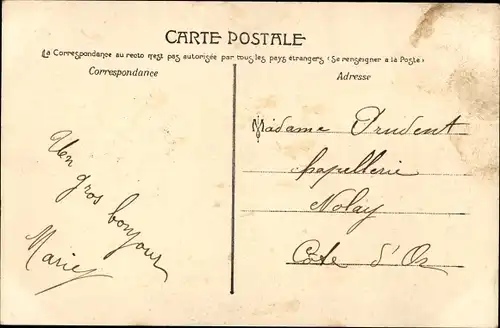 CARTE POSTALE
La Correspondance au recto n'est pas autorisée par tous les pays étrangers (Se renseigner à la Poste)
Correspondance
Adresse
Un
gros
bonjour
Marie
Madame Prudent
chapellerie
Nolay
Côte d'Or